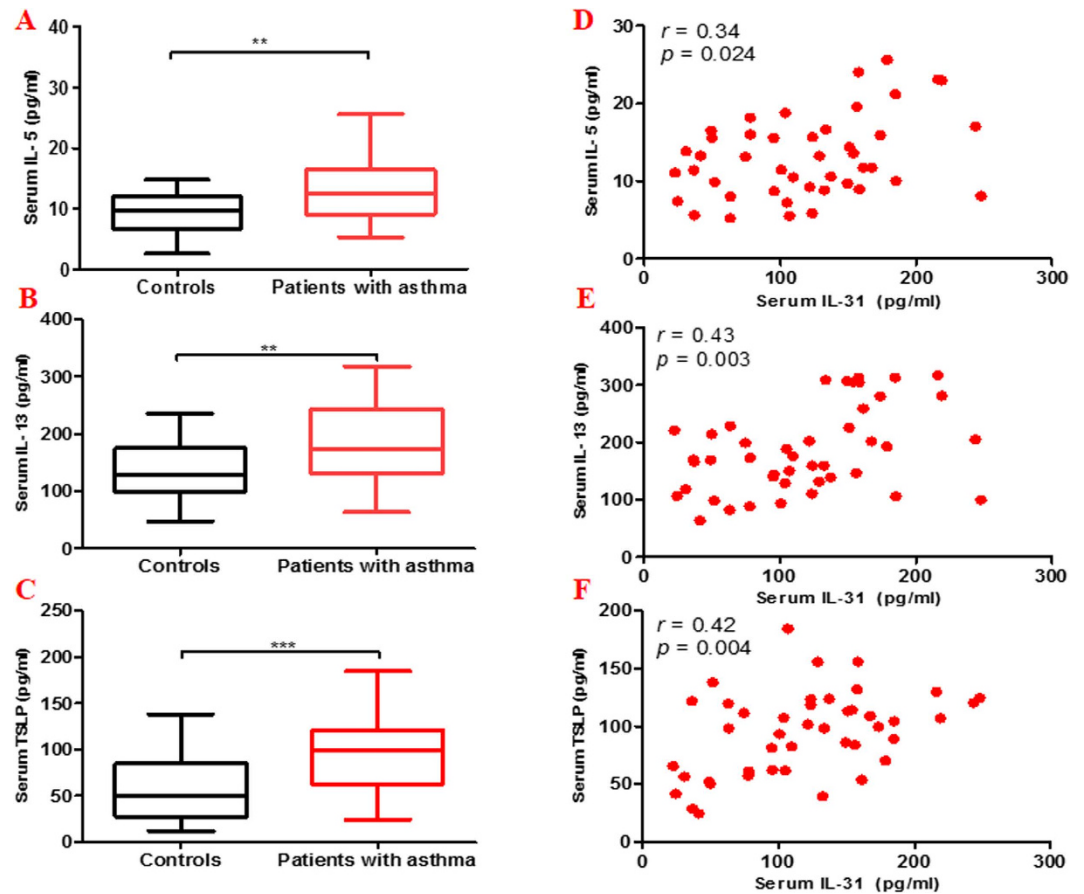 A
Serum IL- 5 (pg/ml)
40
30
20
10
0
**
Controls
Patients with asthma
D
Serum IL- 5 (pg/ml)
30
20
10
0
r = 0.34
p = 0.024
0
100
200
300
Serum IL-31 (pg/ml)
B
Serum IL- 13 (pg/ml)
400
300
200
100
0
**
Controls
Patients with asthma
E
Serum IL- 13 (pg/ml)
400
300
200
100
0
r = 0.43
p = 0.003
0
100
200
300
Serum IL-31 (pg/ml)
C
Serum TSLP (pg/ml)
250
200
150
100
50
0
***
Controls
Patients with asthma
F
Serum TSLP (pg/ml)
200
150
100
50
0
r = 0.42
p = 0.004
0
100
200
300
Serum IL-31 (pg/ml)